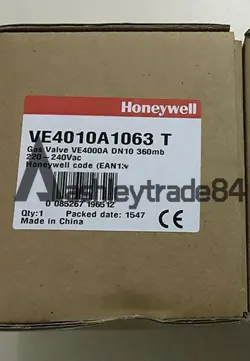 Honeywell
VE4010A1063 T
Gas Valve VE4000A DN10 360mb
220-240Vac
Honeywell code (EAN13)
ashleytrade84
0 085267 196512
Qty:1 Packed date: 1547
Made in China
CE